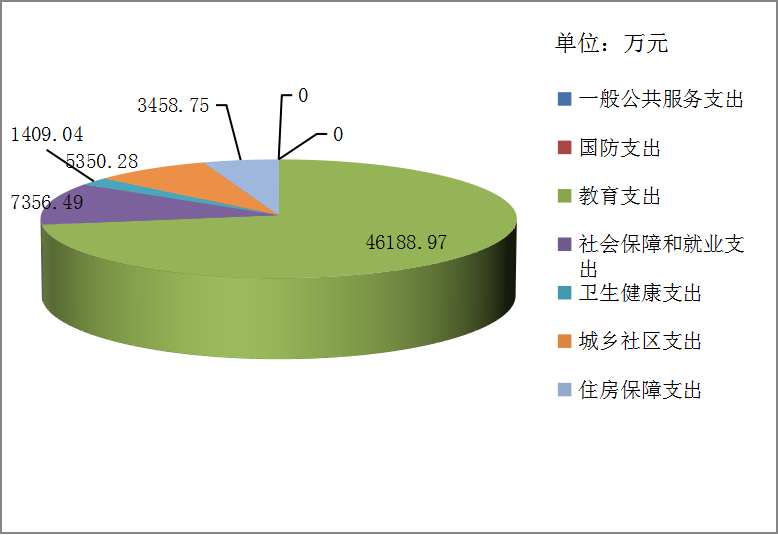 单位：万元
0
3458.75
0
1409.04
5350.28
7356.49
46188.97
一般公共服务支出
国防支出
教育支出
社会保障和就业支
出
卫生健康支出
城乡社区支出
住房保障支出